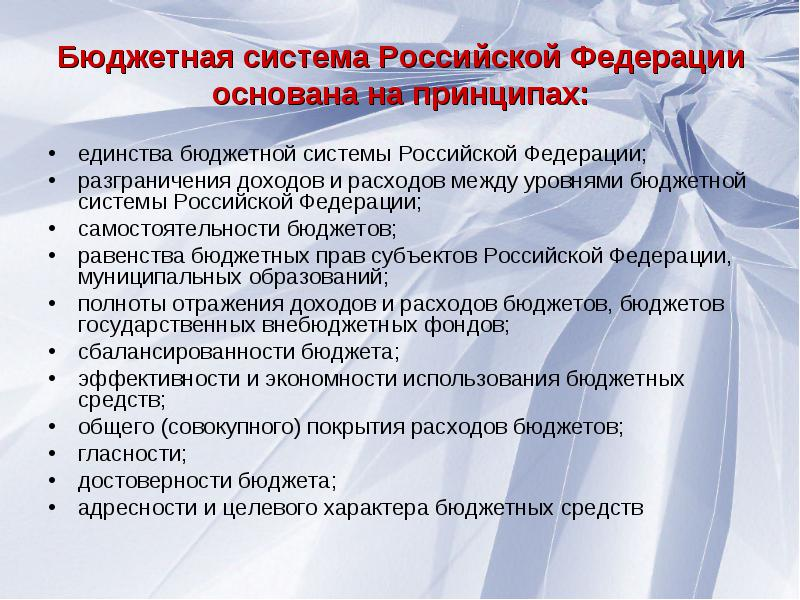 Бюджетная система Российской Федерации
основана на принципах:
• единства бюджетной системы Российской Федерации;
• разграничения доходов и расходов между уровнями бюджетной
системы Российской Федерации;
• самостоятельности бюджетов;
• равенства бюджетных прав субъектов Российской Федерации,
муниципальных образований;
• полноты отражения доходов и расходов бюджетов, бюджетов
государственных внебюджетных фондов;
• сбалансированности бюджета;
• эффективности и экономности использования бюджетных
средств;
• общего (совокупного) покрытия расходов бюджетов;
• гласности;
• достоверности бюджета;
• адресности и целевого характера бюджетных средств